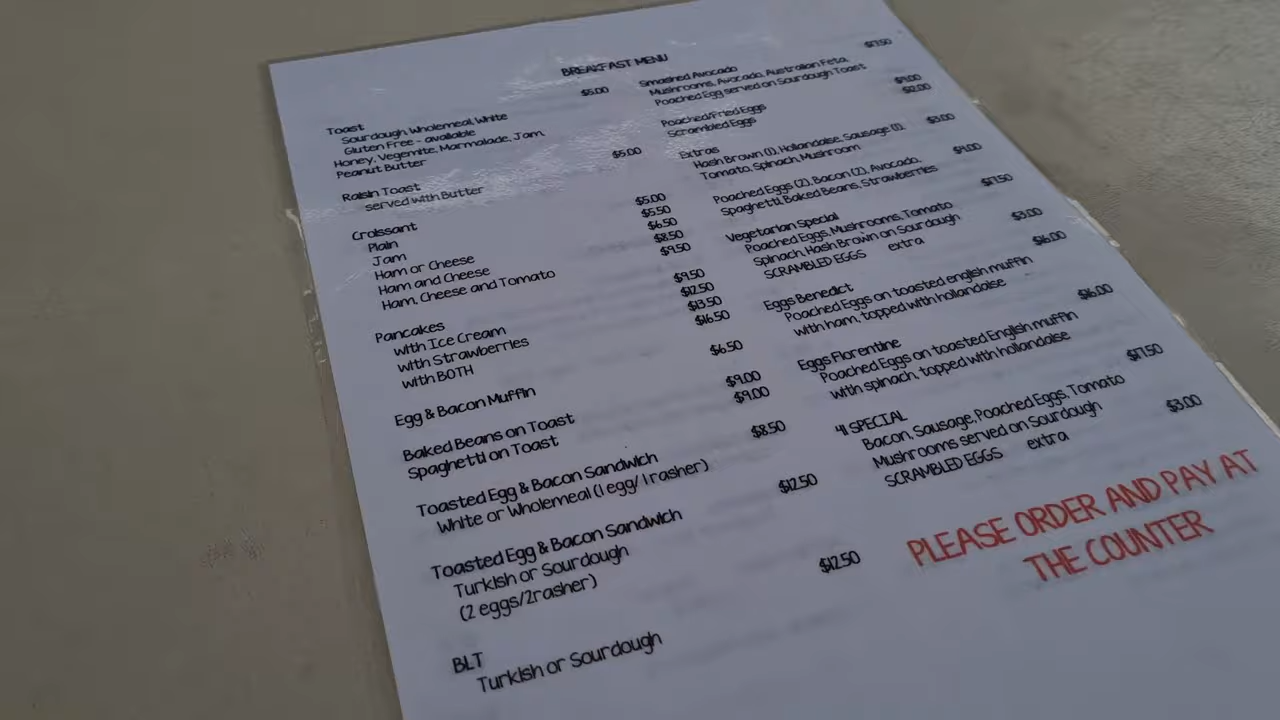 BREAKFAST MENU
Toast $5.00
Sourdough, Wholemeal, White
Gluten Free - available
Honey, Vegemite, Marmalade, Jam,
Peanut Butter
Raisin Toast $5.00
served with Butter
Croissant
Plain $5.00
Jam $5.50
Ham or Cheese $6.50
Ham and Cheese $8.50
Ham, Cheese and Tomato $9.50
Pancakes $9.50
with Ice Cream $12.50
with Strawberries $13.50
with BOTH $16.50
Egg & Bacon Muffin $6.50
Baked Beans on Toast $9.00
Spaghetti on Toast $9.00
Toasted Egg & Bacon Sandwich $8.50
White or Wholemeal (1 egg/ 1 rasher)
Toasted Egg & Bacon Sandwich $12.50
Turkish or Sourdough
(2 eggs/2rasher)
BLT $12.50
Turkish or Sourdough
Smashed Avocado
Mushrooms, Avocado, Australian Feta,
Poached Egg served on Sourdough Toast
Poached/Fried Eggs
Scrambled Eggs $12.00
Extras
Hash Brown (1), Hollandaise, Sausage (1), $3.00
Tomato, Spinach, Mushroom
Poached Eggs (2), Bacon (2), Avocado, $4.00
Spaghetti, Baked Beans, Strawberries
Vegetarian Special $17.50
Poached Eggs, Mushrooms, Tomato
Spinach, Hash Brown on Sourdough
SCRAMBLED EGGS extra $3.00
Eggs Benedict $16.00
Poached Eggs on toasted english muffin
with ham, topped with hollandaise
Eggs Florentine $16.00
Poached Eggs on toasted English muffin
with spinach, topped with hollandaise
41 SPECIAL $17.50
Bacon, Sausage, Poached Eggs, Tomato
Mushrooms served on Sourdough
SCRAMBLED EGGS extra $3.00
PLEASE ORDER AND PAY AT
THE COUNTER